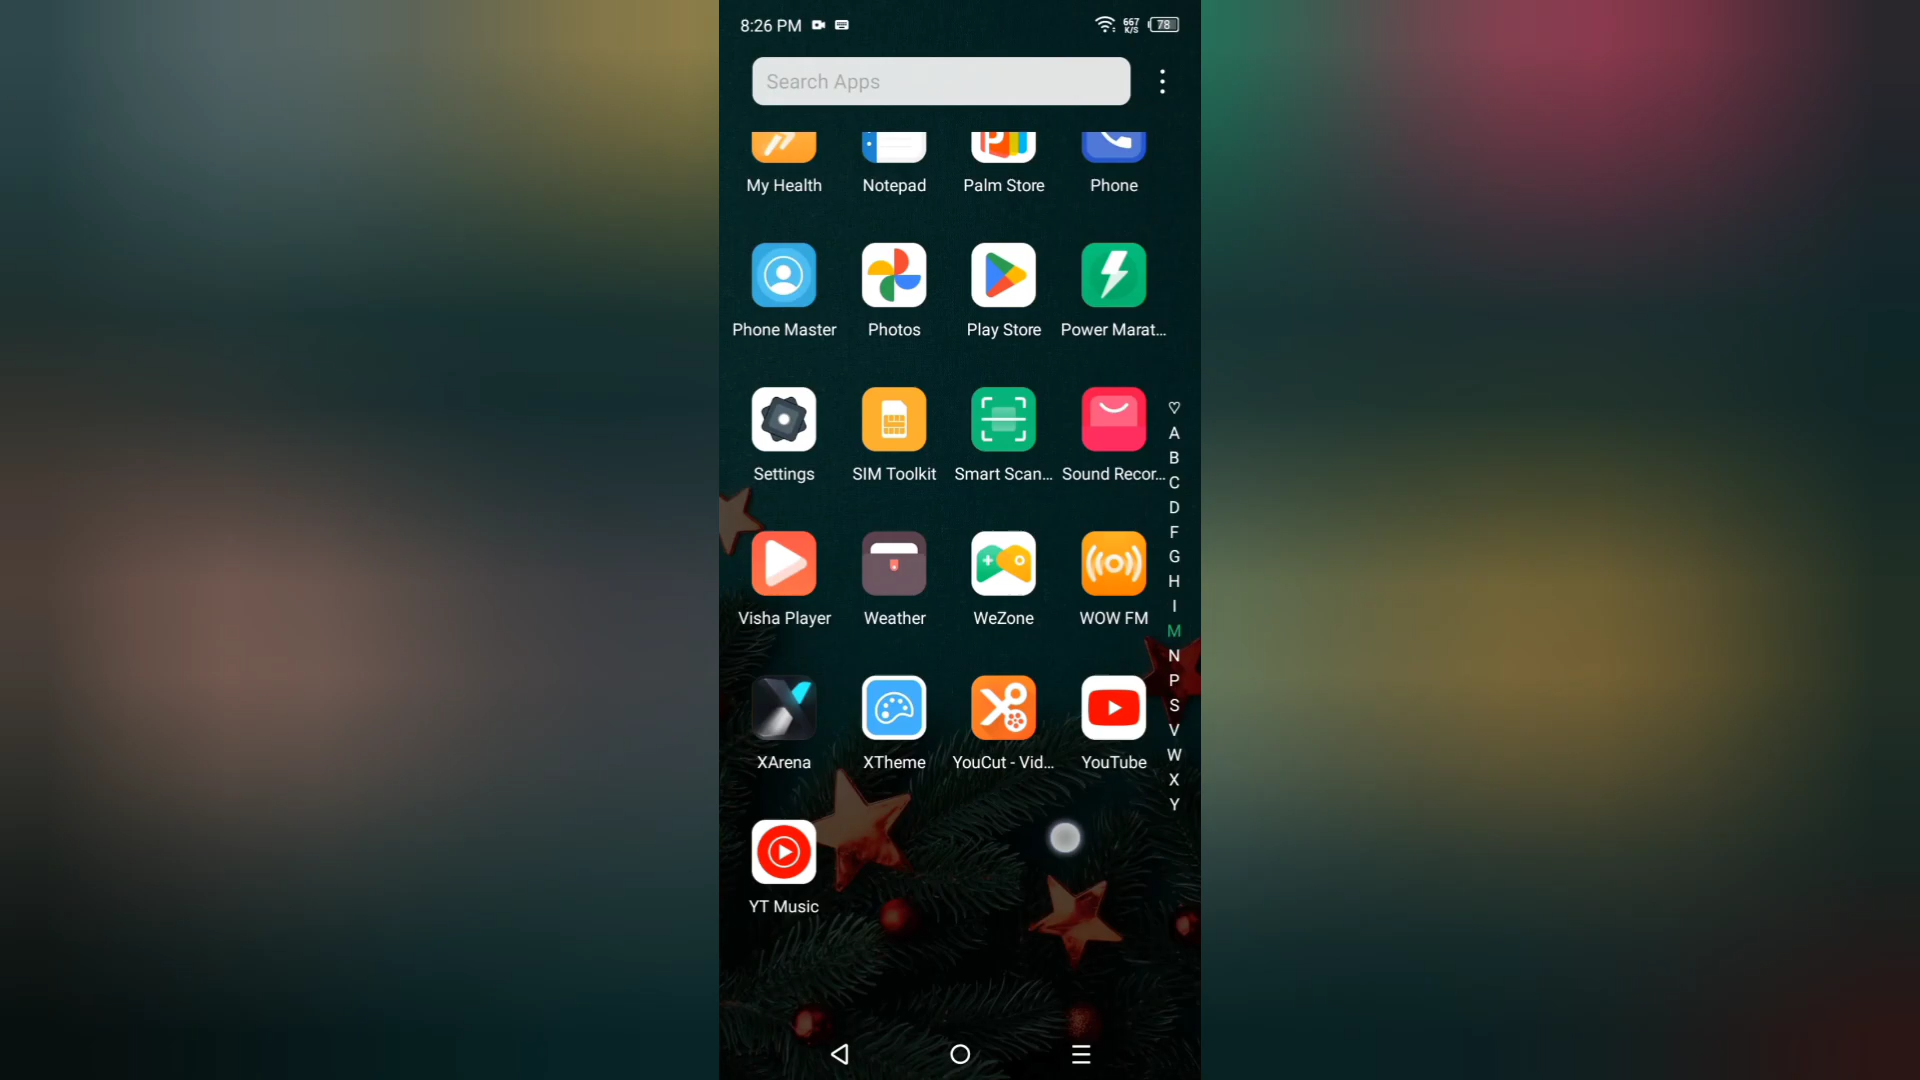 8:26 PM
667
K/S
78
Search Apps
My Health
Notepad
Palm Store
Phone
Phone Master
Photos
Play Store
Power Marat...
Settings
SIM Toolkit
Smart Scan...
Sound Recor...
Visha Player
Weather
WeZone
WOW FM
XArena
XTheme
YouCut - Vid...
YouTube
YT Music
A
B
C
D
F
G
H
I
M
N
P
S
V
W
X
Y